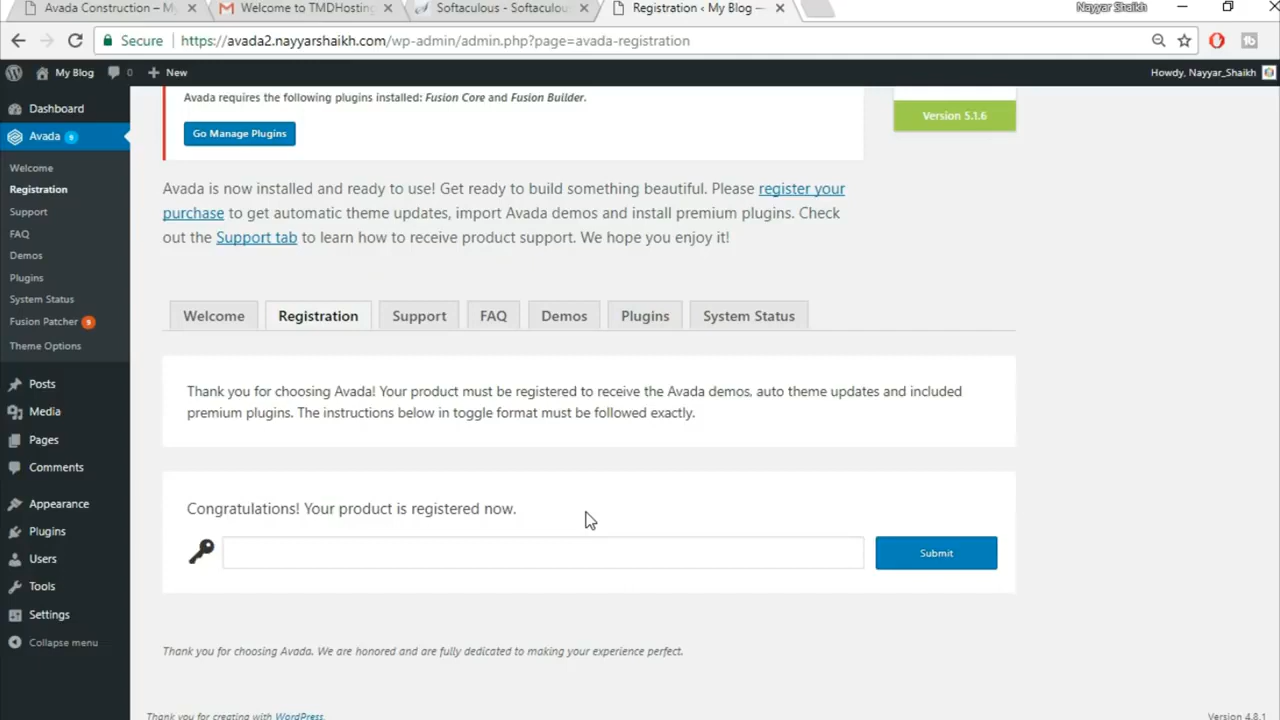 Avada Construction – My
Welcome to TMDHosting
Softaculous - Softaculou
Registration ‹ My Blog —
Nayyar Shaikh
Secure https://avada2.nayyarshaikh.com/wp-admin/admin.php?page=avada-registration
My Blog 0 New
Howdy, Nayyar_Shaikh
Dashboard
Avada 9
Welcome
Registration
Support
FAQ
Demos
Plugins
System Status
Fusion Patcher 9
Theme Options
Posts
Media
Pages
Comments
Appearance
Plugins
Users
Tools
Settings
Collapse menu
Avada requires the following plugins installed: Fusion Core and Fusion Builder.
Go Manage Plugins
Version 5.1.6
Avada is now installed and ready to use! Get ready to build something beautiful. Please register your
purchase to get automatic theme updates, import Avada demos and install premium plugins. Check
out the Support tab to learn how to receive product support. We hope you enjoy it!
Welcome Registration Support FAQ Demos Plugins System Status
Thank you for choosing Avada! Your product must be registered to receive the Avada demos, auto theme updates and included
premium plugins. The instructions below in toggle format must be followed exactly.
Congratulations! Your product is registered now.
Submit
Thank you for choosing Avada. We are honored and are fully dedicated to making your experience perfect.
Thank you for creating with WordPress.
Version 4.8.1